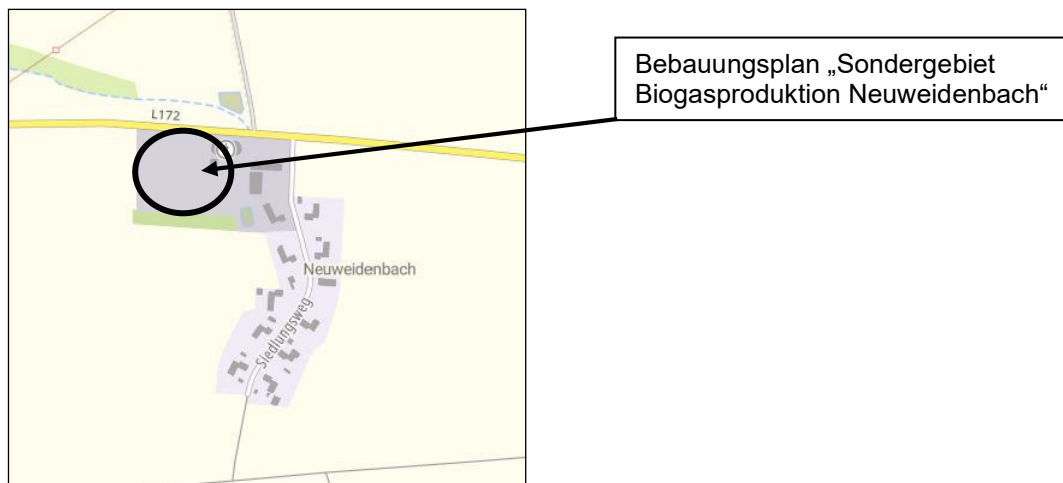 L172
Neuweidenbach
Siedlungsweg
Bebauungsplan „Sondergebiet
Biogasproduktion Neuweidenbach“